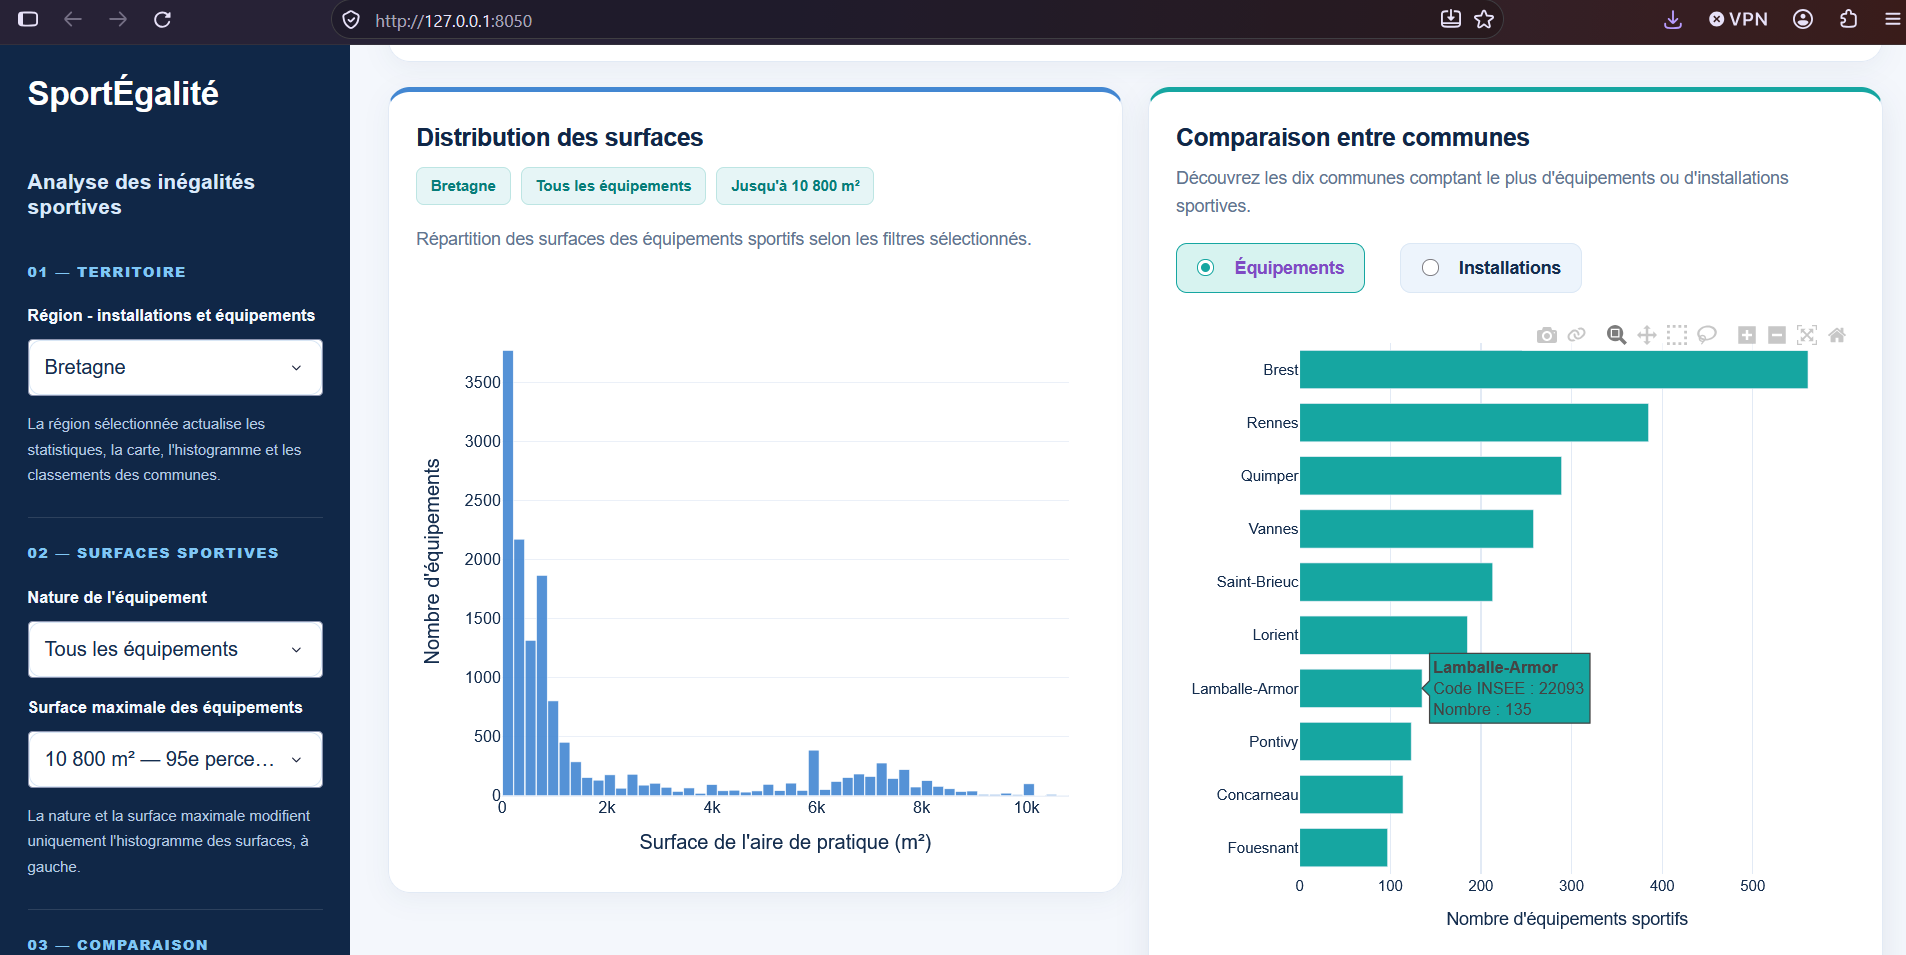 http://127.0.0.1:8050
VPN
SportÉgalité
Analyse des inégalités
sportives
01 — TERRITOIRE
Région - installations et équipements
Bretagne
La région sélectionnée actualise les
statistiques, la carte, l'histogramme et les
classements des communes.
02 — SURFACES SPORTIVES
Nature de l'équipement
Tous les équipements
Surface maximale des équipements
10 800 m² — 95e perce...
La nature et la surface maximale modifient
uniquement l'histogramme des surfaces, à
gauche.
03 — COMPARAISON
Distribution des surfaces
Bretagne
Tous les équipements
Jusqu'à 10 800 m²
Répartition des surfaces des équipements sportifs selon les filtres sélectionnés.
Nombre d'équipements
3500
3000
2500
2000
1500
1000
500
0
0 2k 4k 6k 8k 10k
Surface de l'aire de pratique (m²)
Comparaison entre communes
Découvrez les dix communes comptant le plus d'équipements ou d'installations
sportives.
Équipements
Installations
Brest
Rennes
Quimper
Vannes
Saint-Brieuc
Lorient
Lamballe-Armor
Pontivy
Concarneau
Fouesnant
Lamballe-Armor
Code INSEE : 22093
Nombre : 135
0 100 200 300 400 500
Nombre d'équipements sportifs